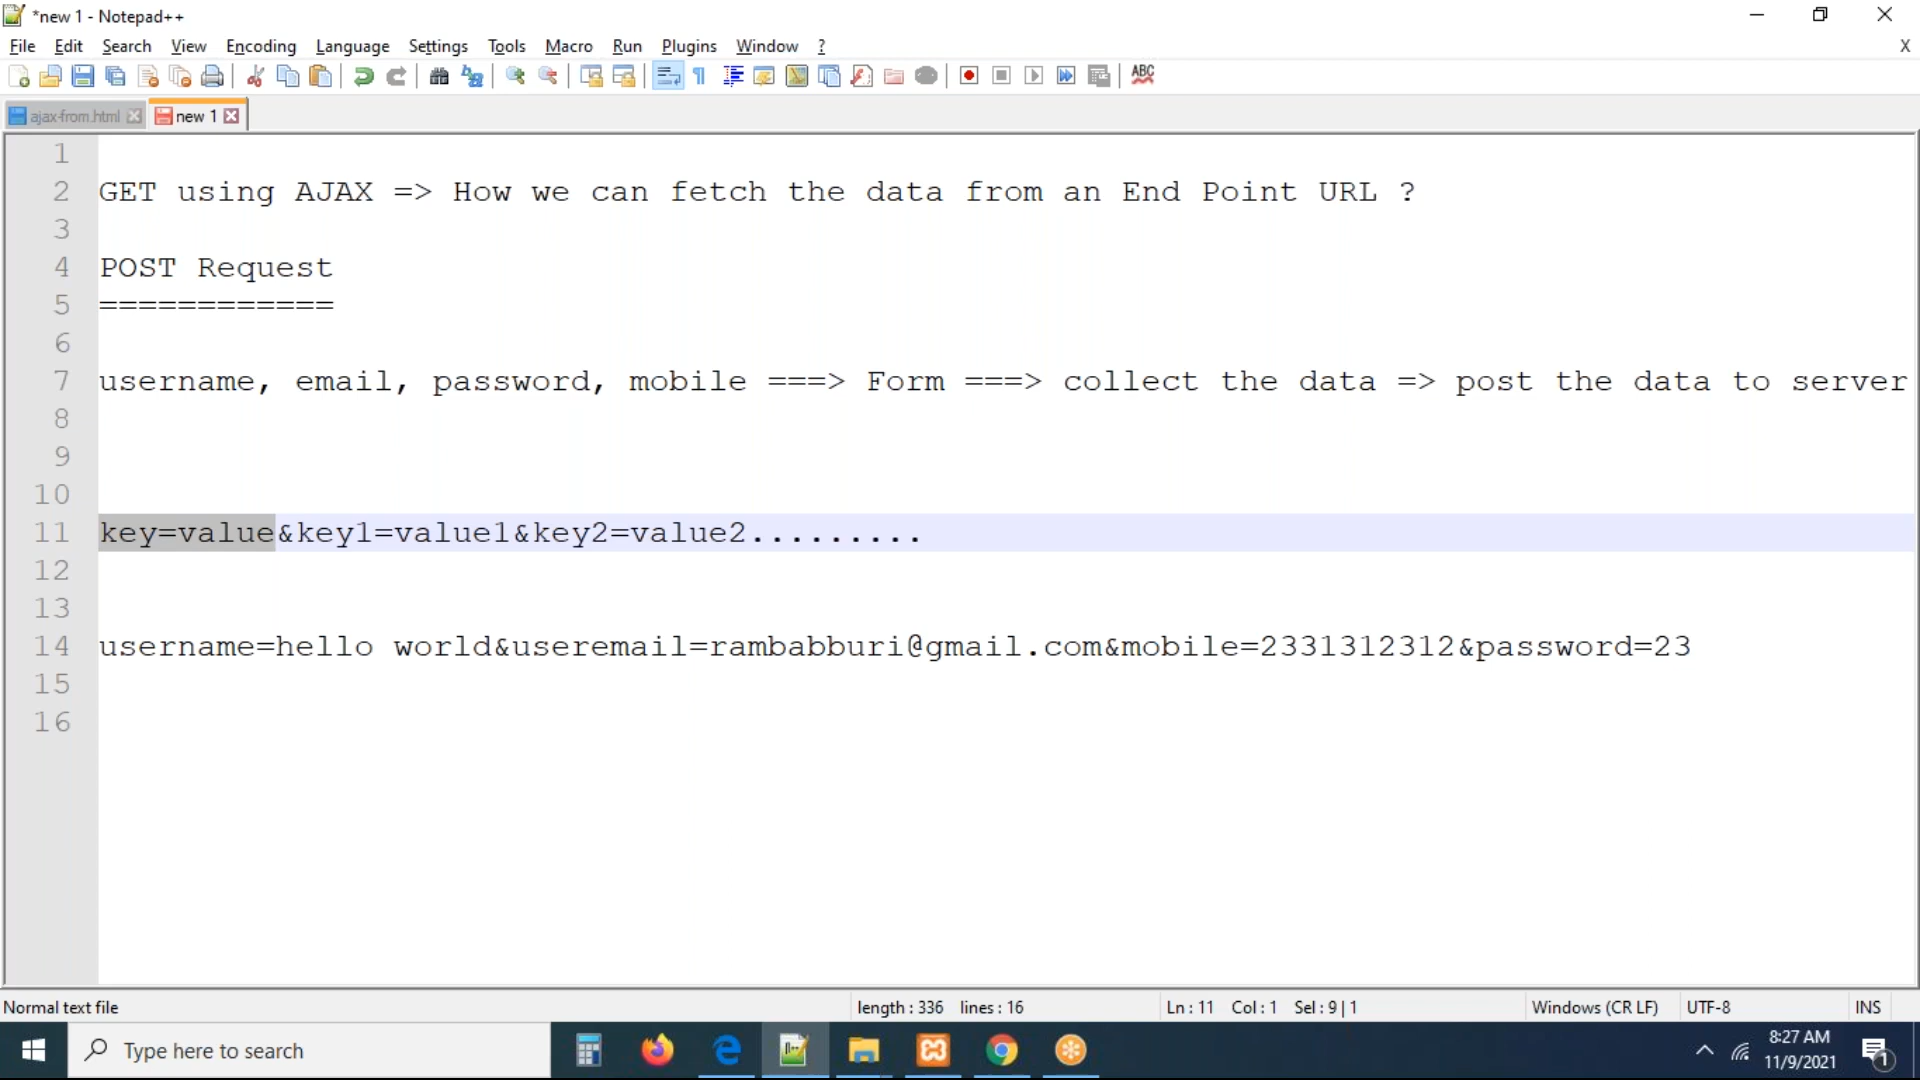 *new 1 - Notepad++
File Edit Search View Encoding Language Settings Tools Macro Run Plugins Window ? X
ABC
ajax-from.html new 1
1
2 GET using AJAX => How we can fetch the data from an End Point URL ?
3
4 POST Request
5 ============
6
7 username, email, password, mobile ===> Form ===> collect the data => post the data to server
8
9
10
11 key=value&key1=value1&key2=value2.........
12
13
14 username=hello world&useremail=rambabburi@gmail.com&mobile=2331312312&password=23
15
16
Normal text file length : 336 lines : 16 Ln : 11 Col : 1 Sel : 9 | 1 Windows (CR LF) UTF-8 INS
Type here to search
8:27 AM
11/9/2021
1